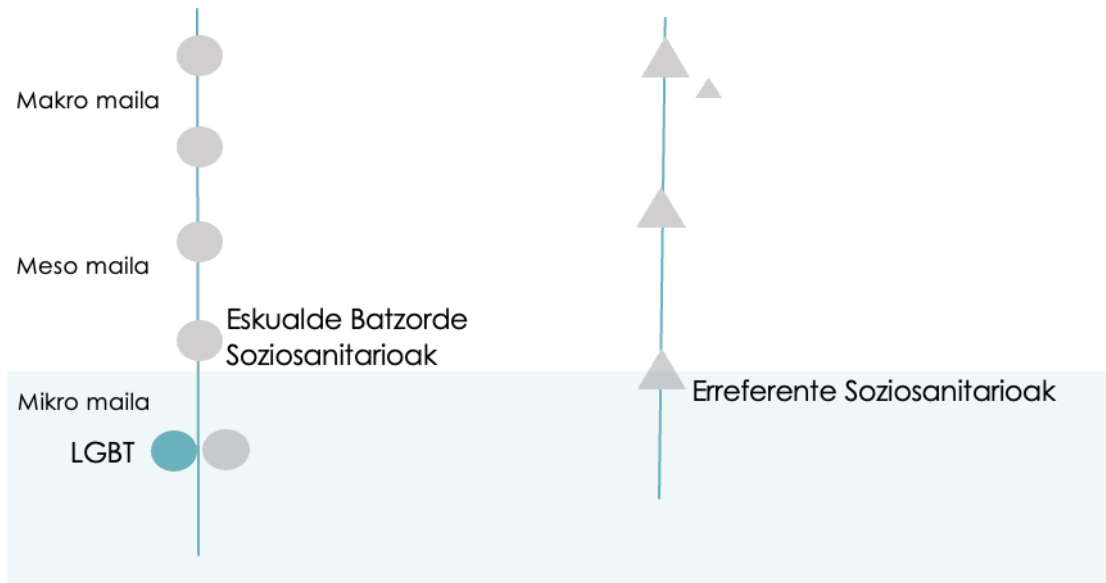 Makro maila
Meso maila
Eskualde Batzorde
Soziosanitarioak
Mikro maila
Erreferente Soziosanitarioak
LGBT